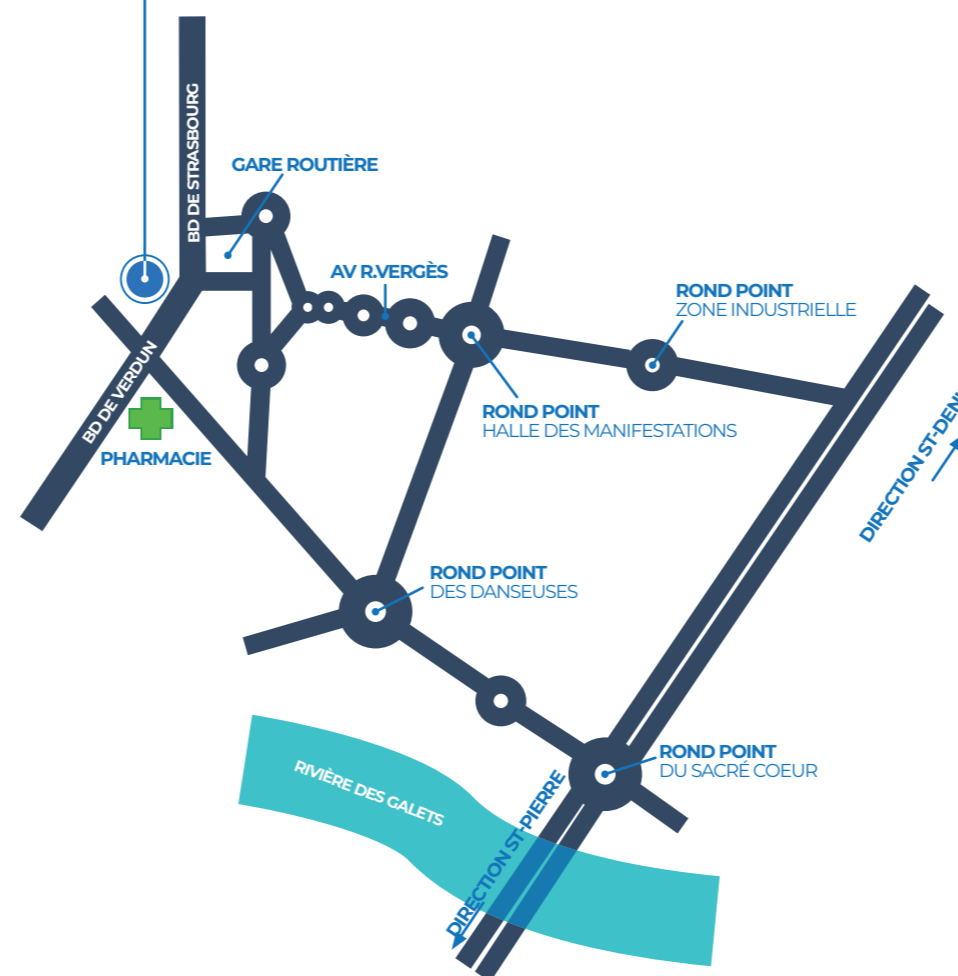 BD DE STRASBOURG
GARE ROUTIÈRE
AV R.VERGÈS
ROND POINT
ZONE INDUSTRIELLE
BD DE VERDUN
PHARMACIE
ROND POINT
HALLE DES MANIFESTATIONS
DIRECTION ST-DENI
ROND POINT
DES DANSEUSES
ROND POINT
DU SACRÉ COEUR
RIVIÈRE DES GALETS
DIRECTION ST-PIERRE